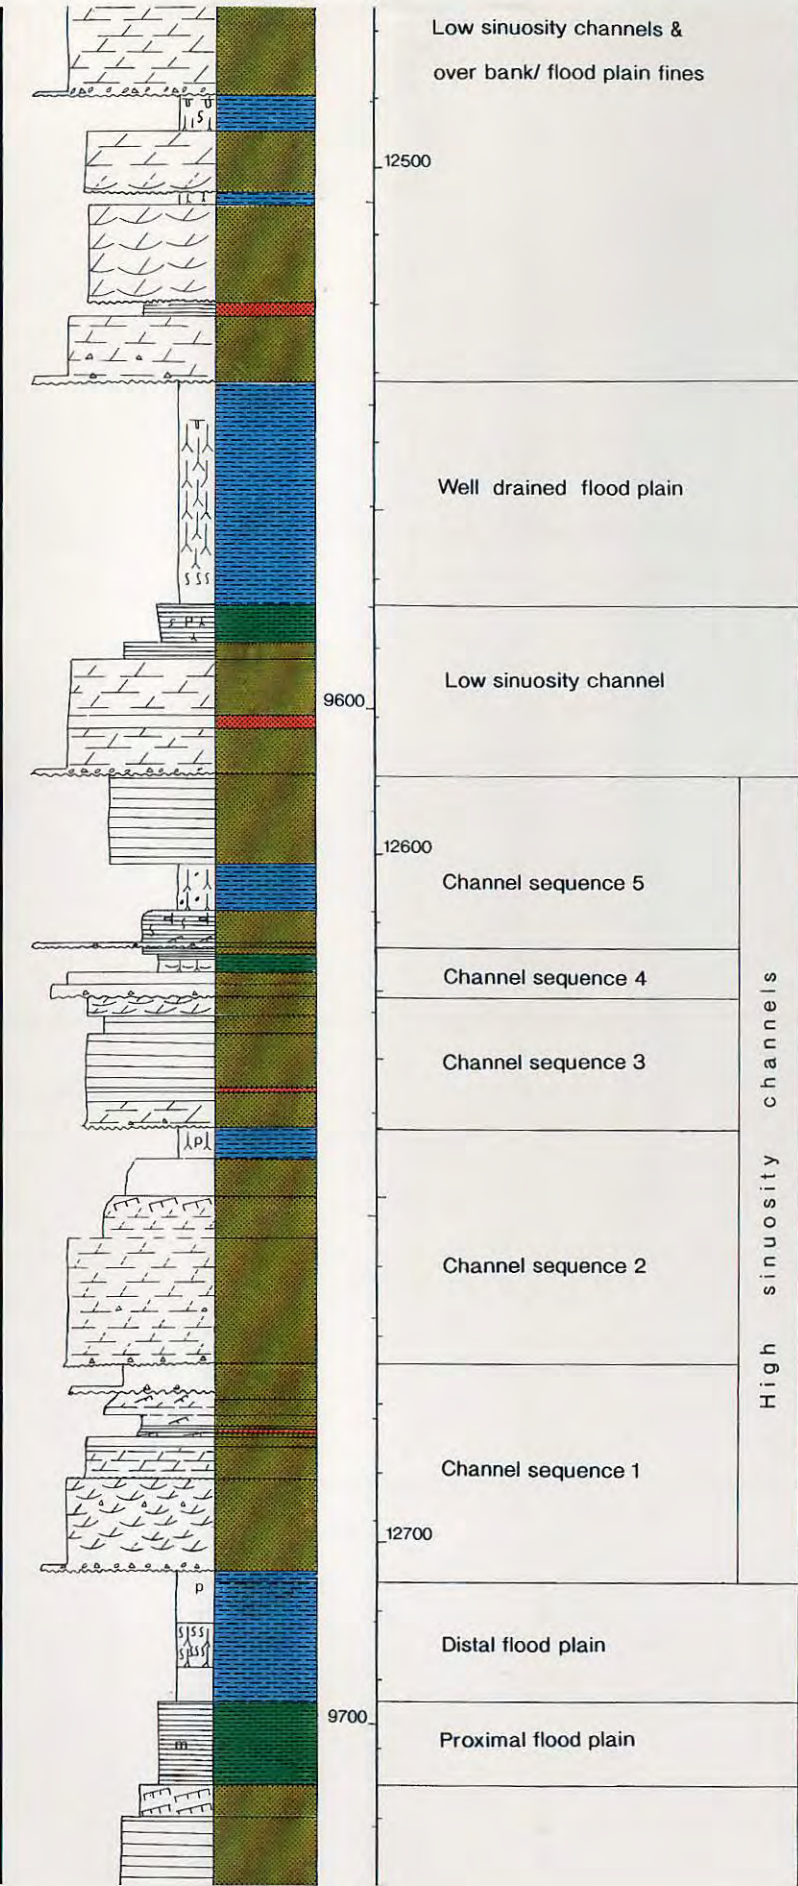 Low sinuosity channels &
over bank/ flood plain fines
s
12500
Well drained flood plain
sss
s p
Low sinuosity channel
9600
12600
Channel sequence 5
Channel sequence 4
Channel sequence 3
High sinuosity channels
p
Channel sequence 2
Channel sequence 1
12700
p
Distal flood plain
9700
Proximal flood plain
m